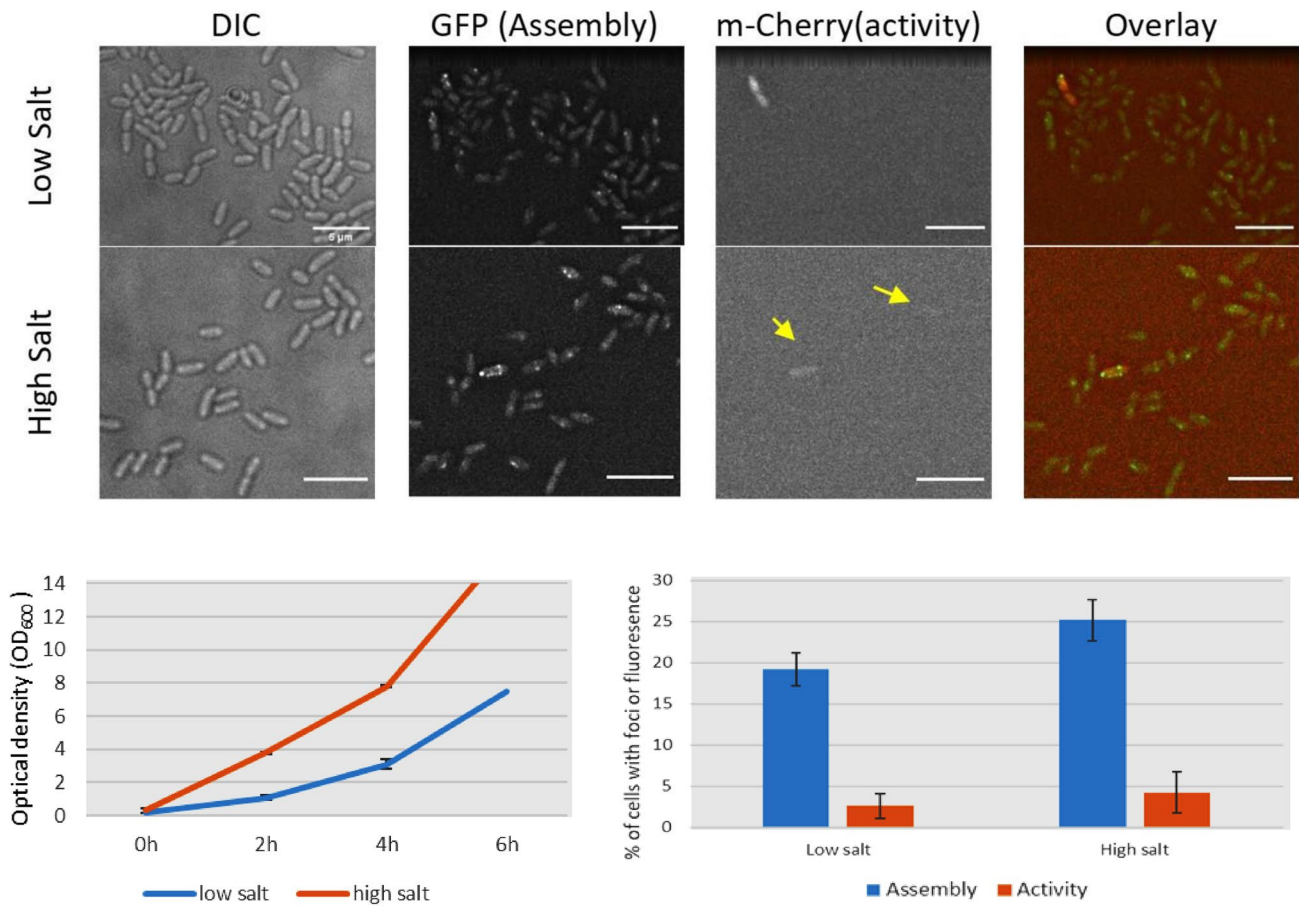 DIC
GFP (Assembly)
m-Cherry(activity)
Overlay
Low Salt
5 µm
High Salt
Optical density (OD600)
14
12
10
8
6
4
2
0
0h
2h
4h
6h
low salt
high salt
% of cells with foci or fluoresence
30
25
20
15
10
5
0
Low salt
High salt
Assembly
Activity